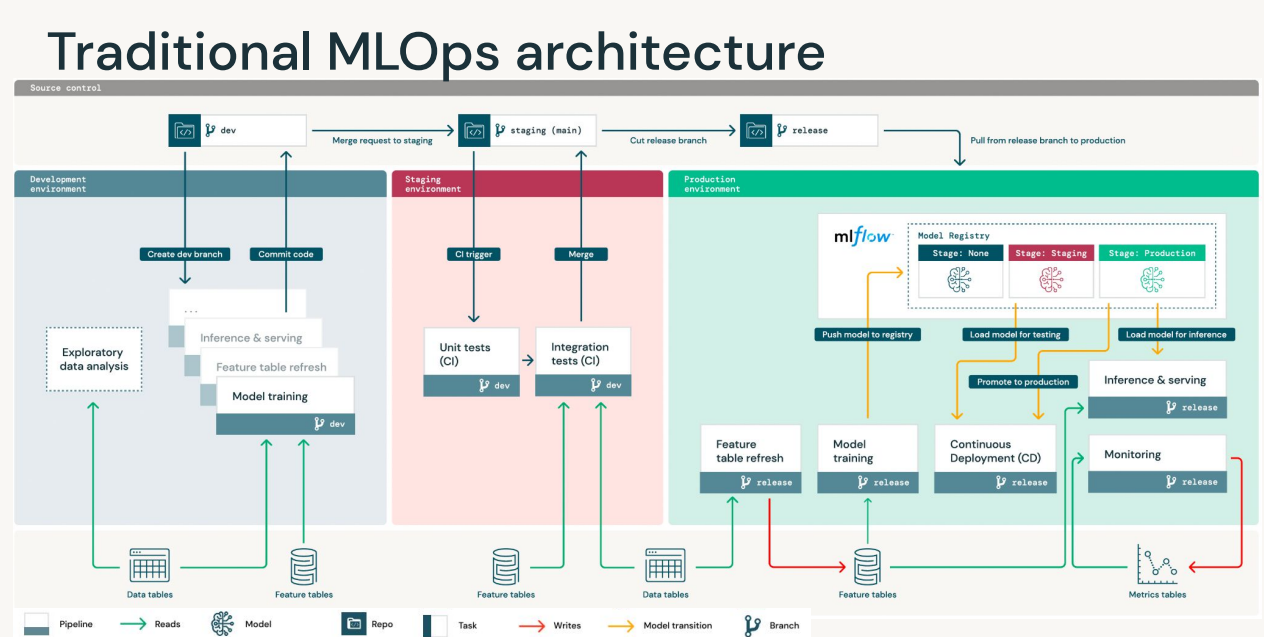 Traditional MLOps architecture
Source control
dev
Merge request to staging
staging (main)
Cut release branch
release
Pull from release branch to production
Development
environment
Staging
environment
Production
environment
Create dev branch
Commit code
...
Inference & serving
Feature table refresh
Model training
dev
Exploratory
data analysis
CI trigger
Merge
Unit tests
(CI)
dev
Integration
tests (CI)
dev
mlflow
Model Registry
Stage: None
Stage: Staging
Stage: Production
Push model to registry
Load model for testing
Load model for inference
Promote to production
Inference & serving
release
Feature
table refresh
release
Model
training
release
Continuous
Deployment (CD)
release
Monitoring
release
Data tables
Feature tables
Feature tables
Data tables
Feature tables
Metrics tables
Pipeline
Reads
Model
Repo
Task
Writes
Model transition
Branch